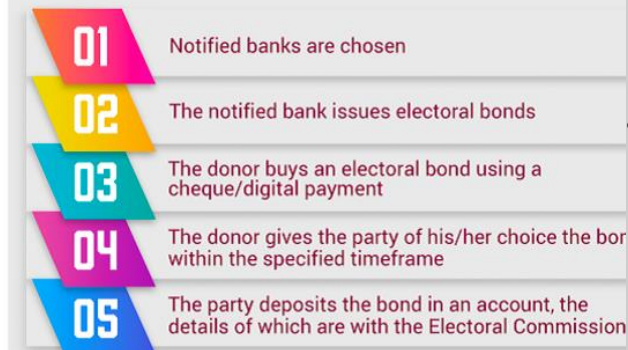 01
Notified banks are chosen
02
The notified bank issues electoral bonds
03
The donor buys an electoral bond using a
cheque/digital payment
04
The donor gives the party of his/her choice the
within the specified timeframe
05
The party deposits the bond in an account, the
details of which are with the Electoral Commission